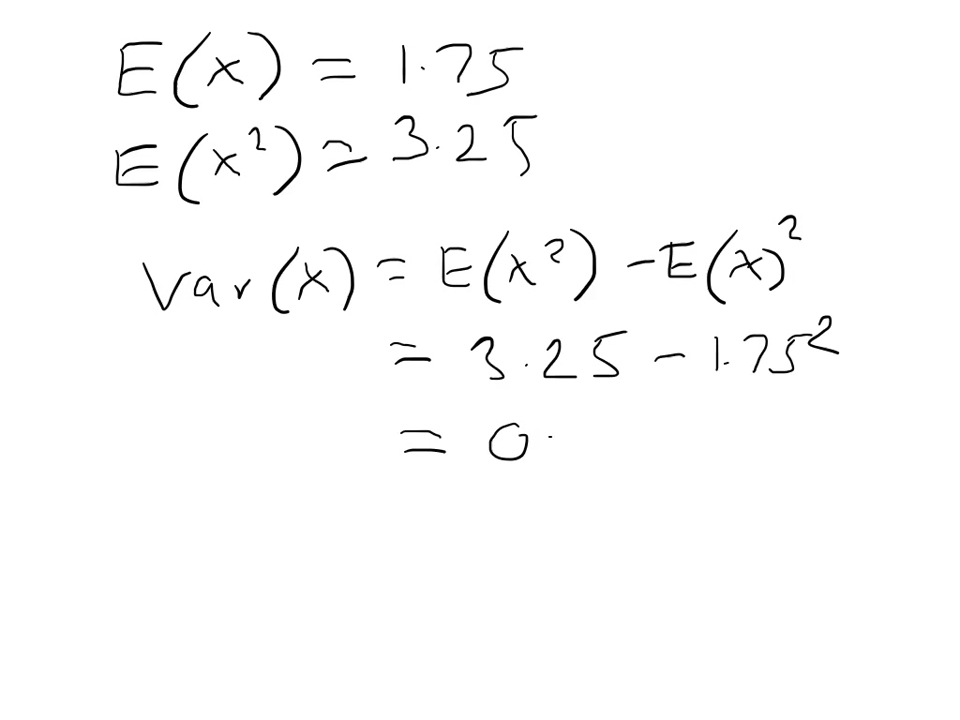 E(x) = 1.75
E(x²) = 3.25
Var(x) = E(x²) - E(x)²
= 3.25 - 1.75²
= 0.